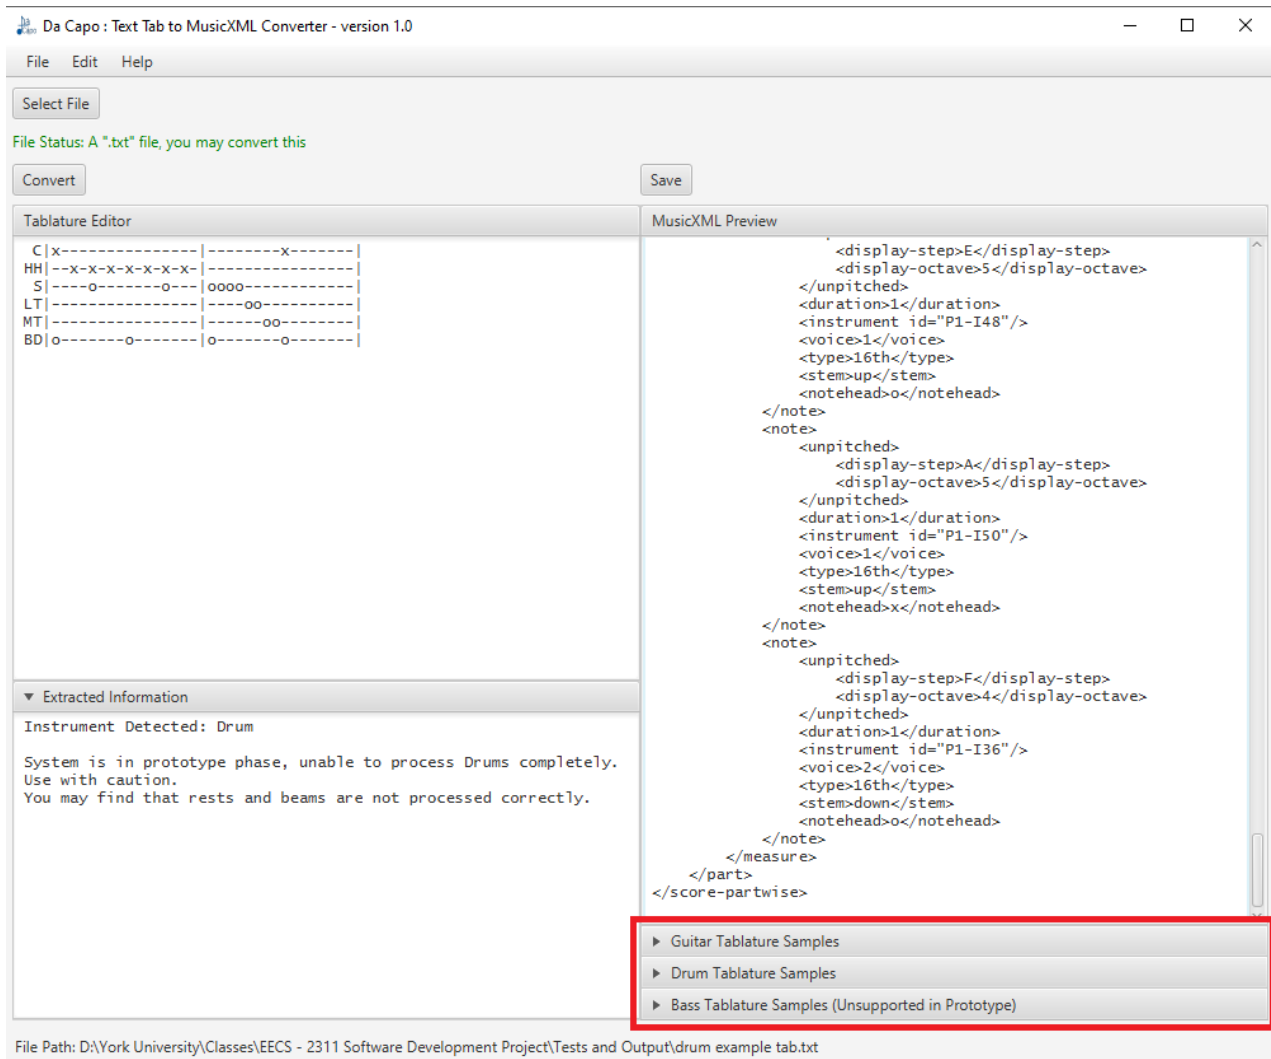 Da Capo : Text Tab to MusicXML Converter - version 1.0
File Edit Help
Select File
File Status: A ".txt" file, you may convert this
Convert
Save
Tablature Editor
C|x---------------|--------x-------|
HH|--x-x-x-x-x-x-x-|----------------|
S|----o-------o---|oooo------------|
LT|----------------|----oo----------|
MT|----------------|------oo--------|
BD|o-------o-------|o-------o-------|
Extracted Information
Instrument Detected: Drum
System is in prototype phase, unable to process Drums completely.
Use with caution.
You may find that rests and beams are not processed correctly.
MusicXML Preview
<display-step>E</display-step>
<display-octave>5</display-octave>
</unpitched>
<duration>1</duration>
<instrument id="P1-I48"/>
<voice>1</voice>
<type>16th</type>
<stem>up</stem>
<notehead>o</notehead>
</note>
<note>
<unpitched>
<display-step>A</display-step>
<display-octave>5</display-octave>
</unpitched>
<duration>1</duration>
<instrument id="P1-I50"/>
<voice>1</voice>
<type>16th</type>
<stem>up</stem>
<notehead>x</notehead>
</note>
<note>
<unpitched>
<display-step>F</display-step>
<display-octave>4</display-octave>
</unpitched>
<duration>1</duration>
<instrument id="P1-I36"/>
<voice>2</voice>
<type>16th</type>
<stem>down</stem>
<notehead>o</notehead>
</note>
</measure>
</part>
</score-partwise>
Guitar Tablature Samples
Drum Tablature Samples
Bass Tablature Samples (Unsupported in Prototype)
File Path: D:\York University\Classes\EECS - 2311 Software Development Project\Tests and Output\drum example tab.txt